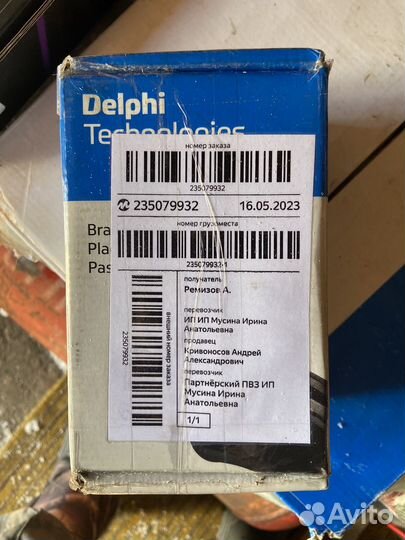 Delphi
Technologies
номер заказа
235079932
235079932 16.05.2023
номер грузоместа
235079932-1
Bra
Pla
Pas
получатель
Ремизов А.
перевозчик
ИП ИП Мусина Ирина
Анатольевна
продавец
Кривоносов Андрей
Александрович
перевозчик
Партнёрский ПВЗ ИП
Мусина Ирина
Анатольевна
1/1
235079932
внешний номер заказа
Avito